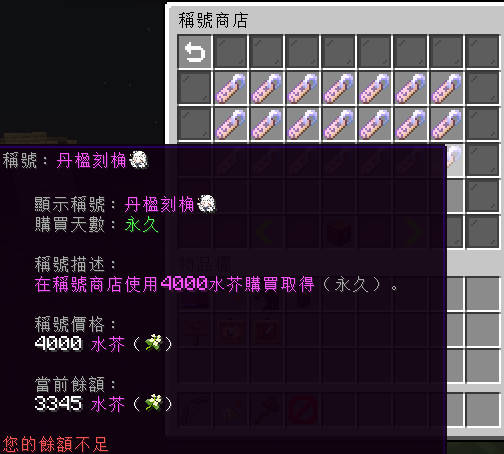 稱號商店
稱號：丹楹刻桷
顯示稱號：丹楹刻桷
購買天數：永久
稱號描述：
在稱號商店使用4000水芥購買取得（永久）。
稱號價格：
4000 水芥（）
當前餘額：
3345 水芥（）
您的餘額不足